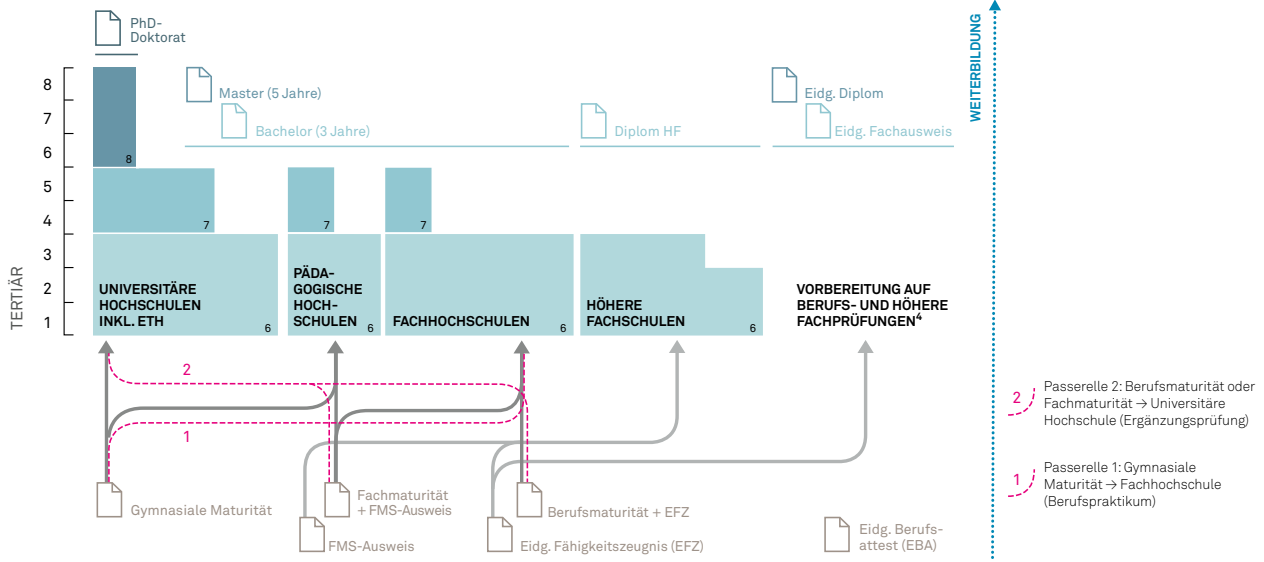 PhD-
Doktorat
WEITERBILDUNG
8
Master (5 Jahre)
Eidg. Diplom
7
Bachelor (3 Jahre)
Diplom HF
Eidg. Fachausweis
6
8
5
4
7
7
7
TERTIÄR
3
2
1
UNIVERSITÄRE
HOCHSCHULEN
INKL. ETH
6
PÄDA-
GOGISCHE
HOCH-
SCHULEN
6
FACHHOCHSCHULEN
6
HÖHERE
FACHSCHULEN
6
VORBEREITUNG AUF
BERUFS- UND HÖHERE
FACHPRÜFUNGEN⁴
2
1
2
Passerelle 2: Berufsmaturität oder
Fachmaturität → Universitäre
Hochschule (Ergänzungsprüfung)
1
Passerelle 1: Gymnasiale
Maturität → Fachhochschule
(Berufspraktikum)
Gymnasiale Maturität
Fachmaturität
+ FMS-Ausweis
Berufsmaturität + EFZ
FMS-Ausweis
Eidg. Fähigkeitszeugnis (EFZ)
Eidg. Berufs-
attest (EBA)